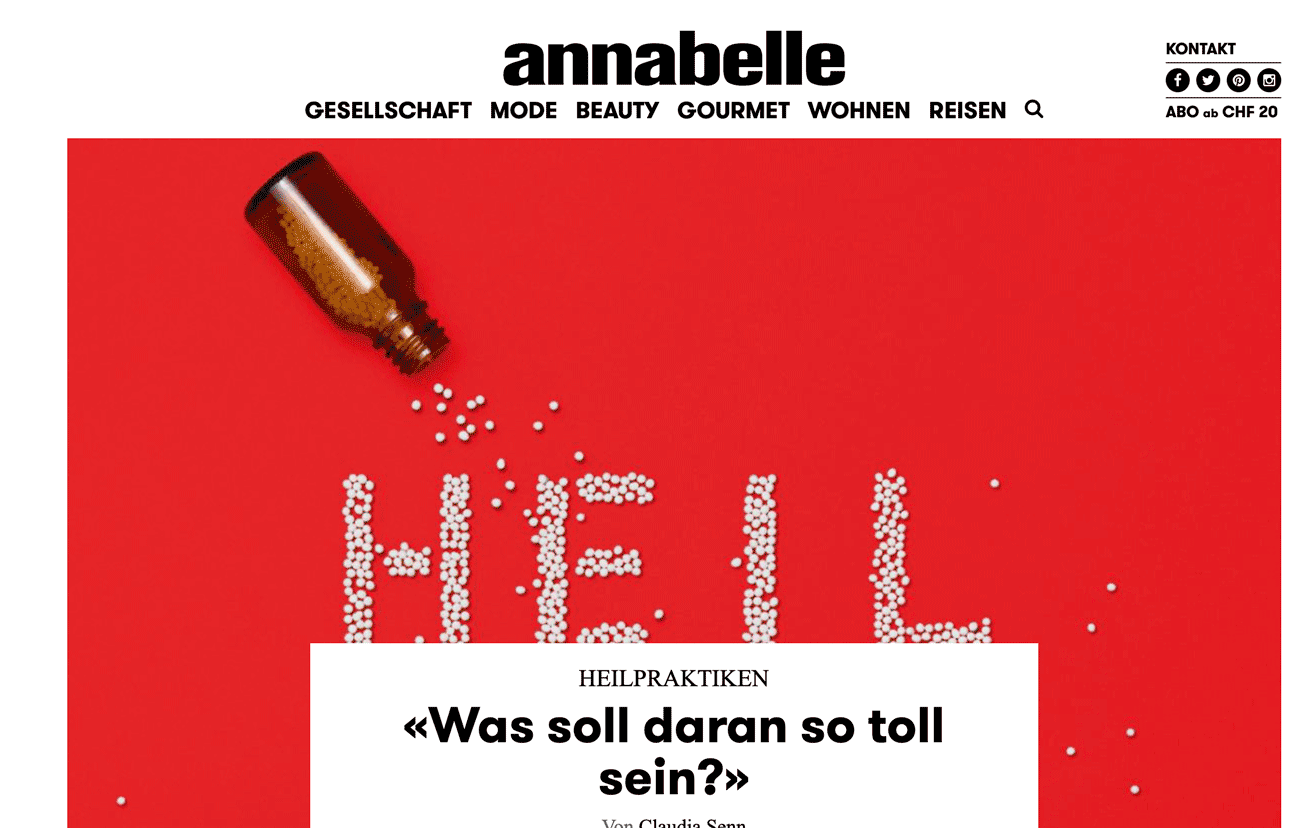 annabelle
KONTAKT
GESELLSCHAFT MODE BEAUTY GOURMET WOHNEN REISEN
ABO ab CHF 20
HEIL
HEILPRAKTIKEN
«Was soll daran so toll
sein?»
Von Claudia Senn